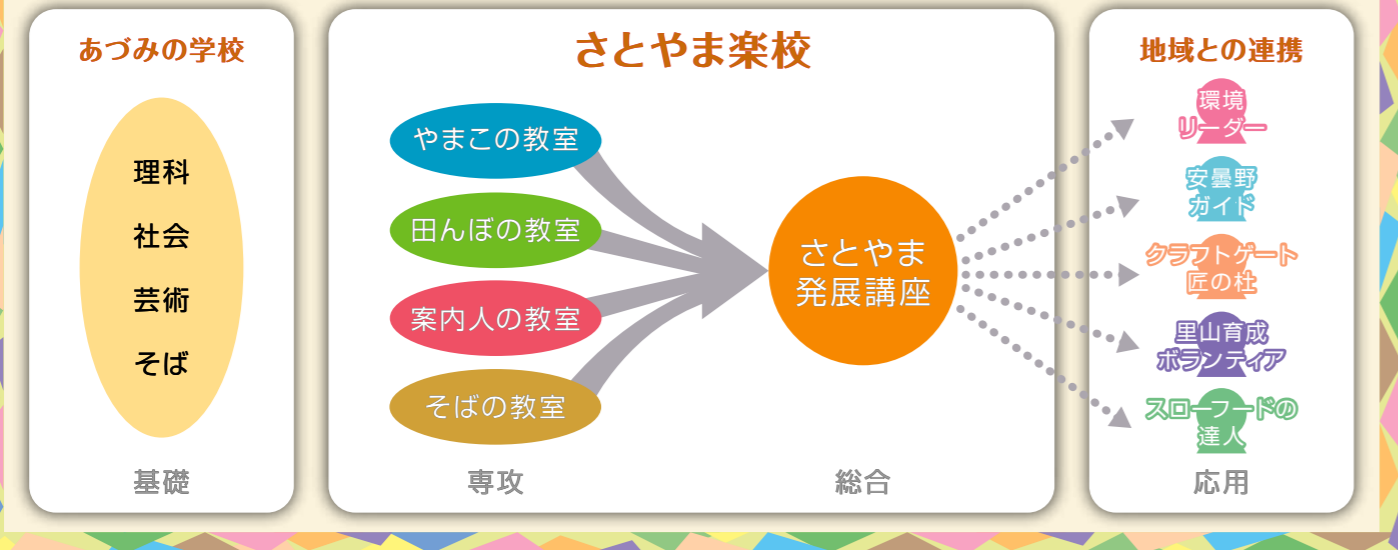 あづみの学校
理科
社会
芸術
そば
基礎
さとやま楽校
やまこの教室
田んぼの教室
案内人の教室
そばの教室
専攻
さとやま
発展講座
総合
地域との連携
環境
リーダー
安曇野
ガイド
クラフトゲート
匠の杜
里山育成
ボランティア
スローフードの
達人
応用